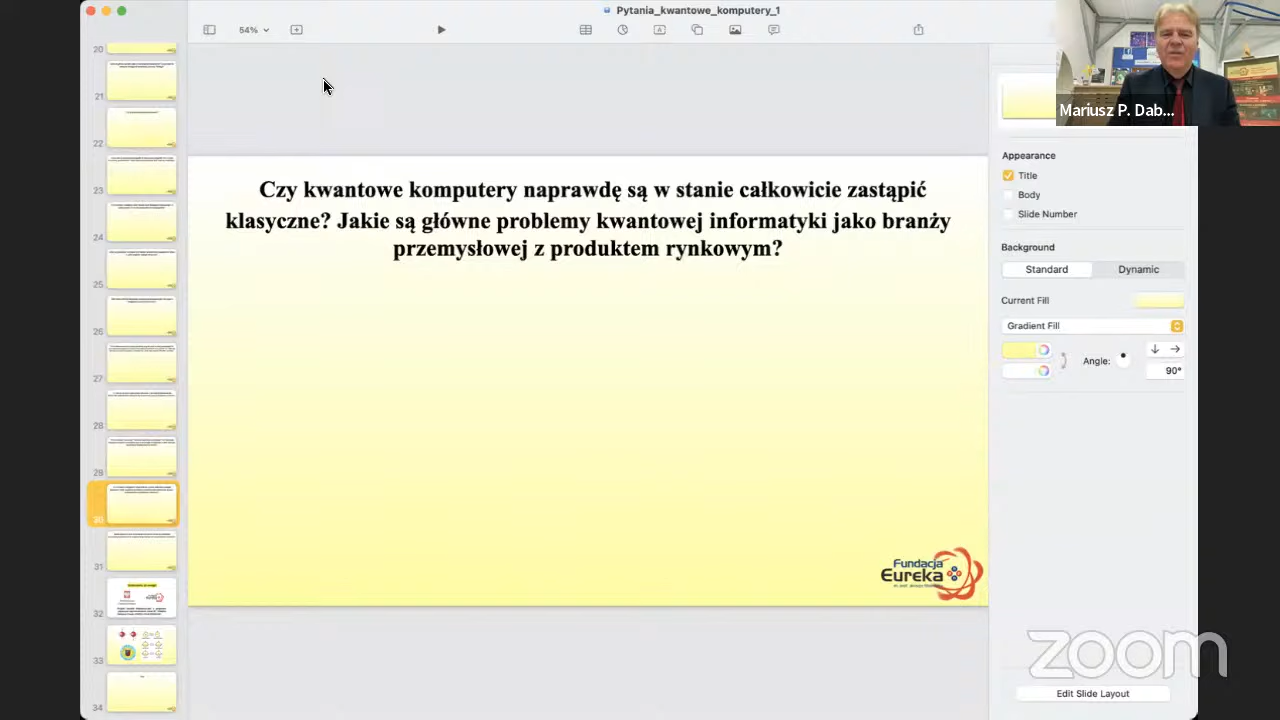 Pytania_kwantowe_komputery_1
54%
Mariusz P. Dab...
20
21
22
23
24
25
26
27
28
29
30
31
32
33
34
Czy kwantowe komputery naprawdę są w stanie całkowicie zastąpić
klasyczne? Jakie są główne problemy kwantowej informatyki jako branży
przemysłowej z produktem rynkowym?
Fundacja
Eureka
Appearance
Title
Body
Slide Number
Background
Standard
Dynamic
Current Fill
Gradient Fill
Angle:
90°
zoom
Edit Slide Layout